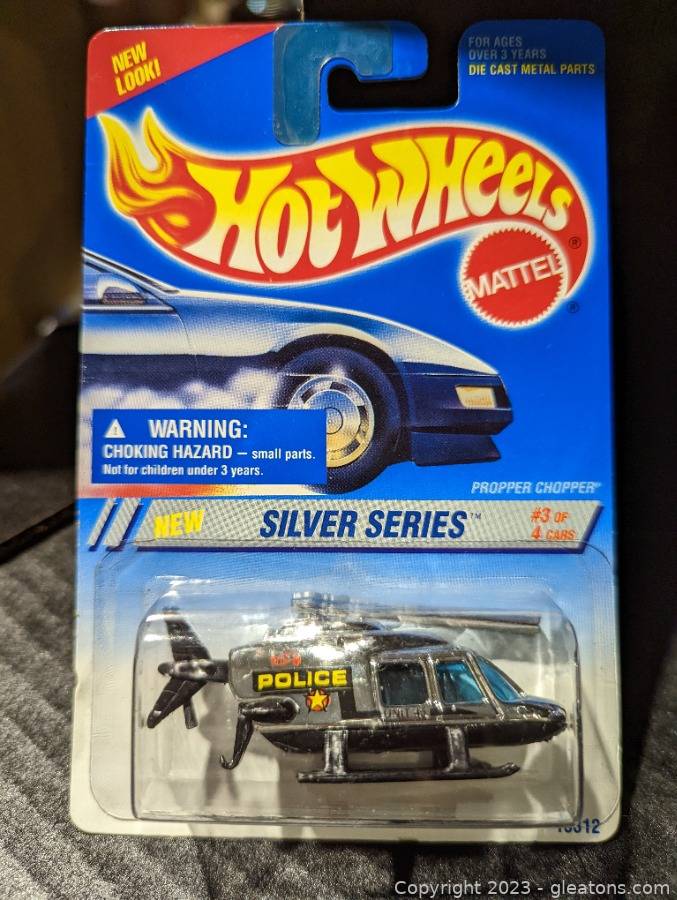 NEW
LOOK!
FOR AGES
OVER 3 YEARS
DIE CAST METAL PARTS
HOT WHEELS
®
MATTEL
®
WARNING:
CHOKING HAZARD – small parts.
Not for children under 3 years.
PROPPER CHOPPER
NEW
SILVER SERIES™
#3 OF
4 CARS
POLICE
Copyright 2023 - gleatons.com